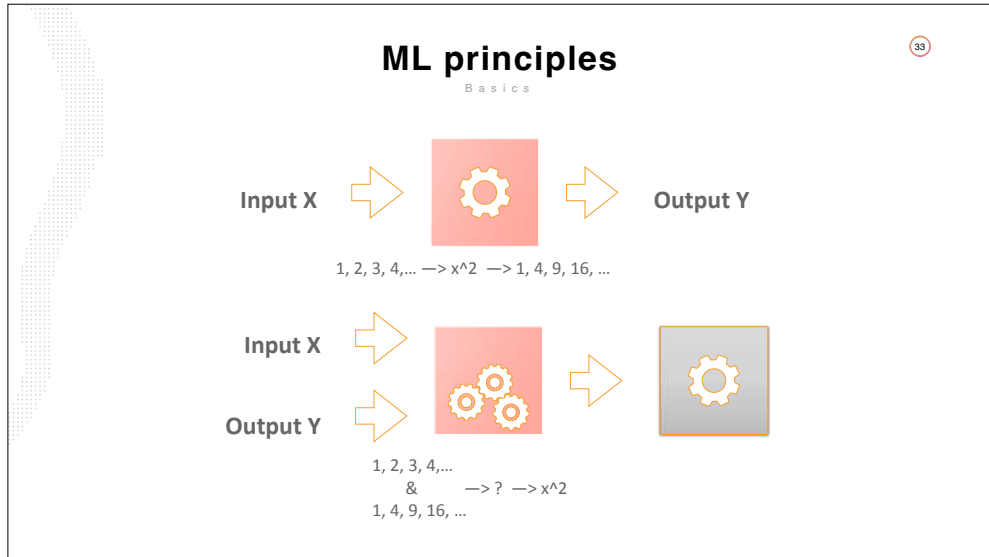 ML principles
33
Basics
Input X
Output Y
1, 2, 3, 4,... —> x^2 —> 1, 4, 9, 16, ...
Input X
Output Y
1, 2, 3, 4,...
& —> ? —> x^2
1, 4, 9, 16, ...